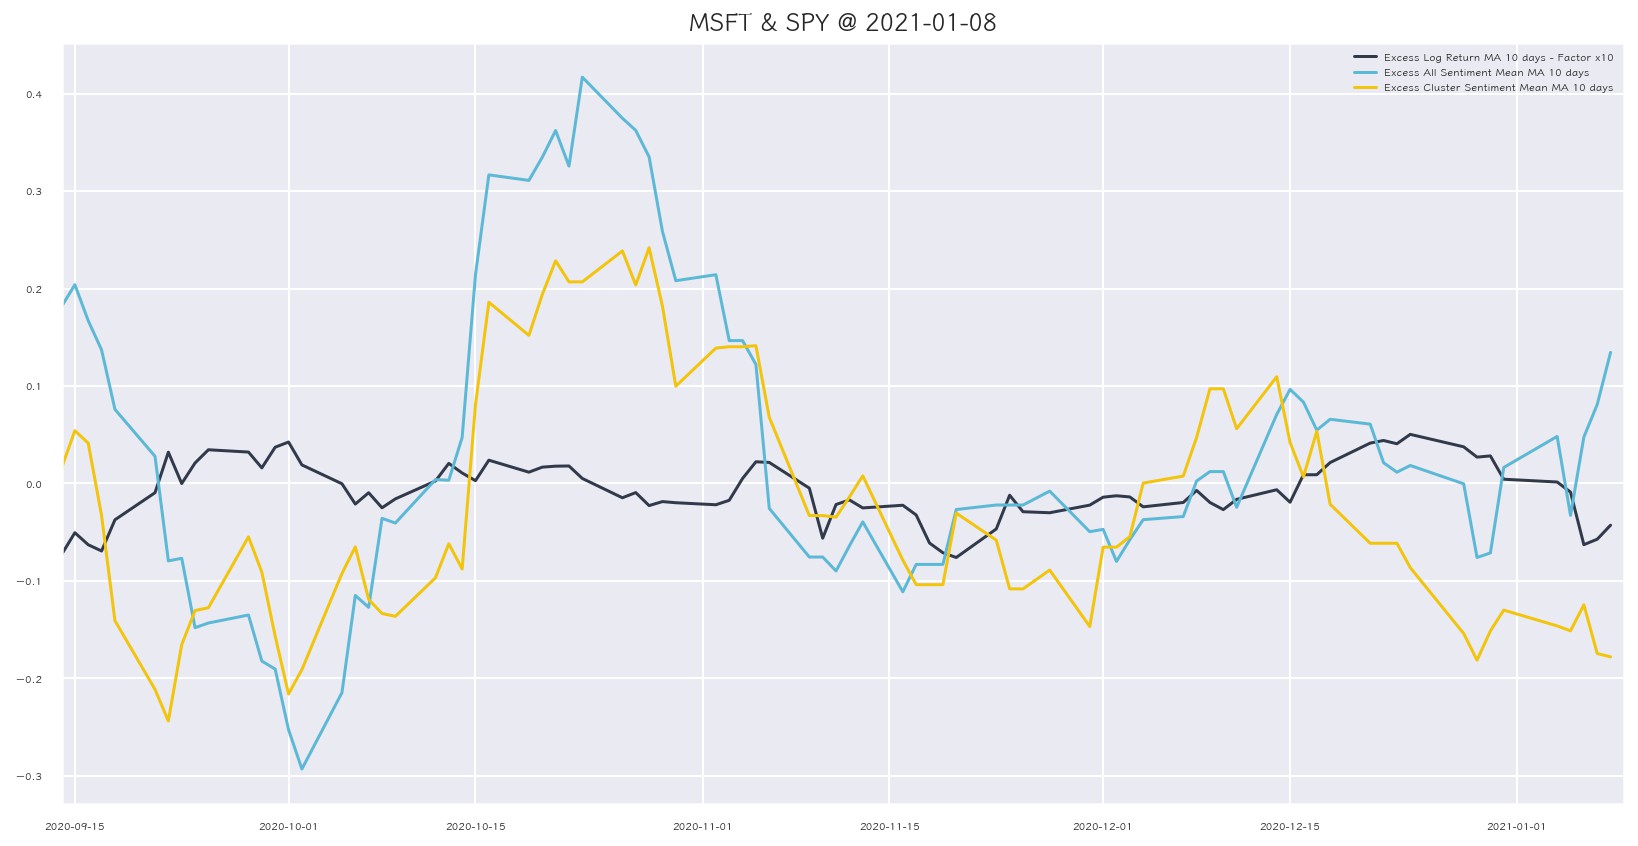 MSFT & SPY @ 2021-01-08
Excess Log Return MA 10 days - Factor x10
Excess All Sentiment Mean MA 10 days
Excess Cluster Sentiment Mean MA 10 days
0.4
0.3
0.2
0.1
0.0
−0.1
−0.2
−0.3
2020-09-15 2020-10-01 2020-10-15 2020-11-01 2020-11-15 2020-12-01 2020-12-15 2021-01-01